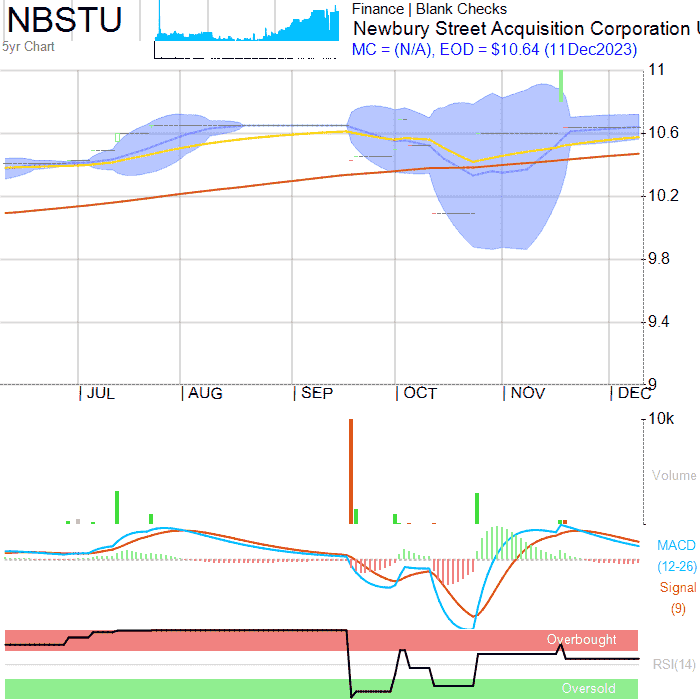 NBSTU
5yr Chart
Finance | Blank Checks
Newbury Street Acquisition Corporation U
MC = (N/A), EOD = $10.64 (11Dec2023)
11
10.6
10.2
9.8
9.4
9
JUL AUG SEP OCT NOV DEC
10k
Volume
MACD
(12-26)
Signal
(9)
Overbought
RSI(14)
Oversold